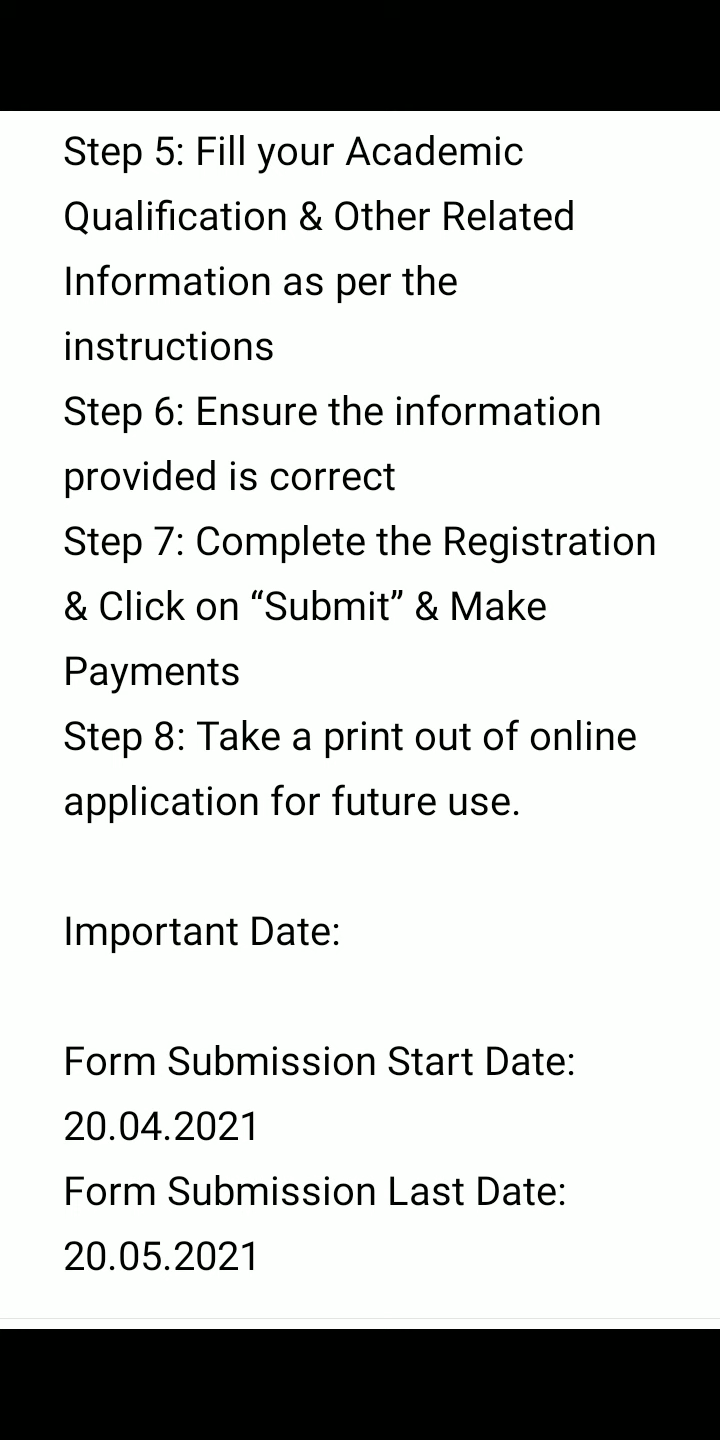 Step 5: Fill your Academic
Qualification & Other Related
Information as per the
instructions
Step 6: Ensure the information
provided is correct
Step 7: Complete the Registration
& Click on “Submit” & Make
Payments
Step 8: Take a print out of online
application for future use.
Important Date:
Form Submission Start Date:
20.04.2021
Form Submission Last Date:
20.05.2021